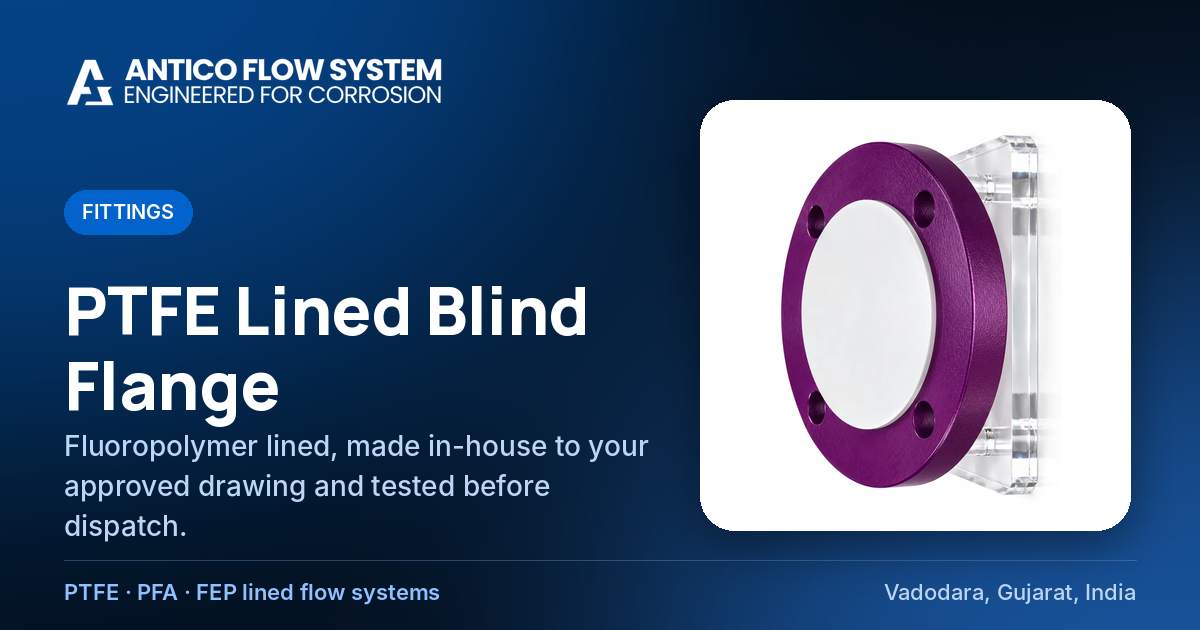 ANTICO FLOW SYSTEM
ENGINEERED FOR CORROSION
FITTINGS
PTFE Lined Blind
Flange
Fluoropolymer lined, made in-house to your
approved drawing and tested before
dispatch.
PTFE · PFA · FEP lined flow systems
Vadodara, Gujarat, India